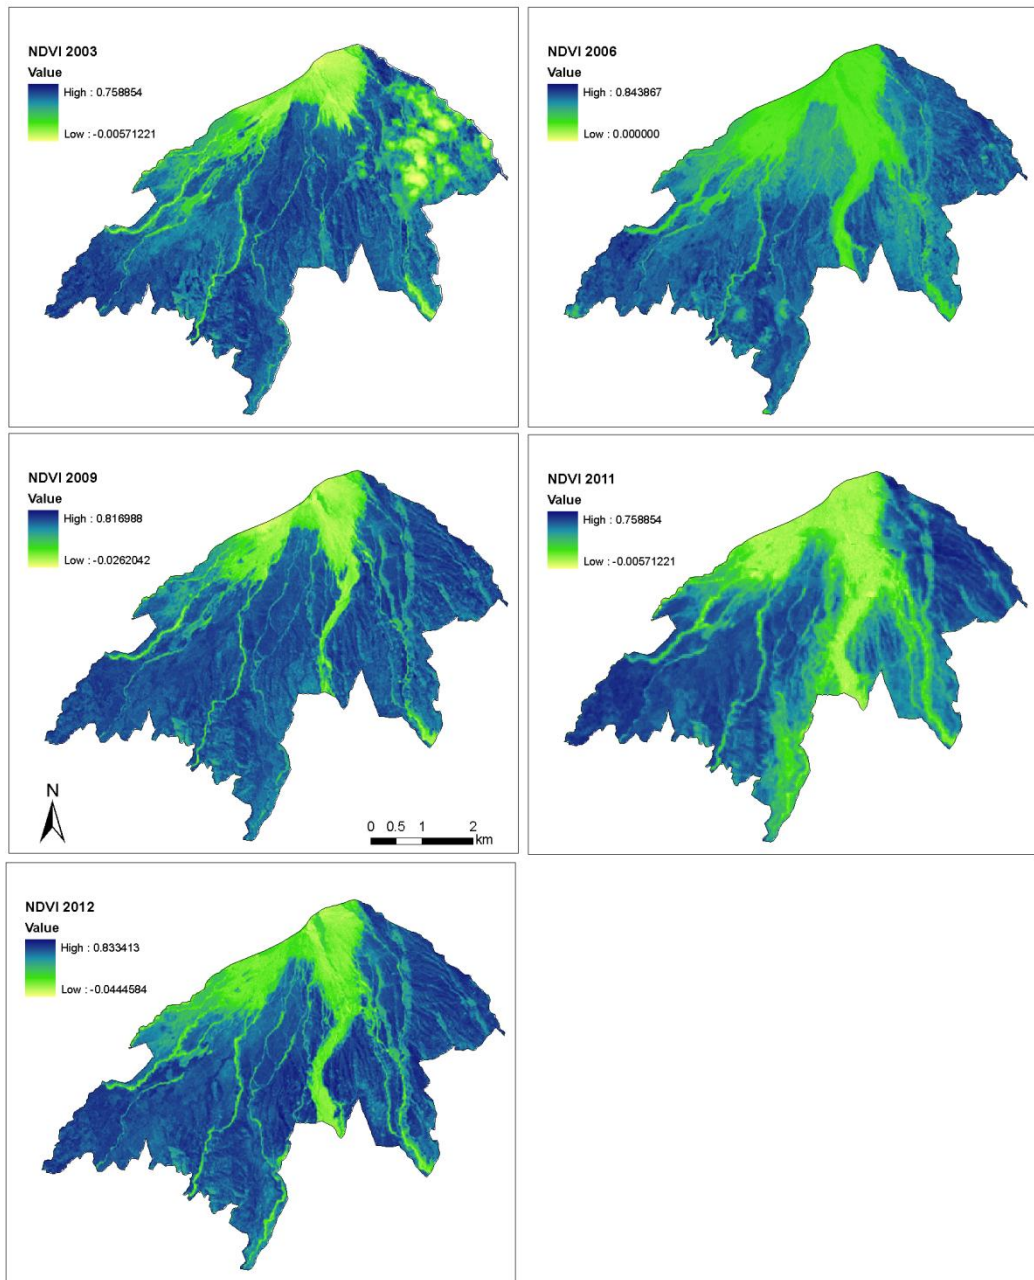 NDVI 2003
Value
High : 0.758854
Low : -0.00571221
NDVI 2006
Value
High : 0.843867
Low : 0.000000
NDVI 2009
Value
High : 0.816988
Low : -0.0262042
N
0 0.5 1 2
km
NDVI 2011
Value
High : 0.758854
Low : -0.00571221
NDVI 2012
Value
High : 0.833413
Low : -0.0444584